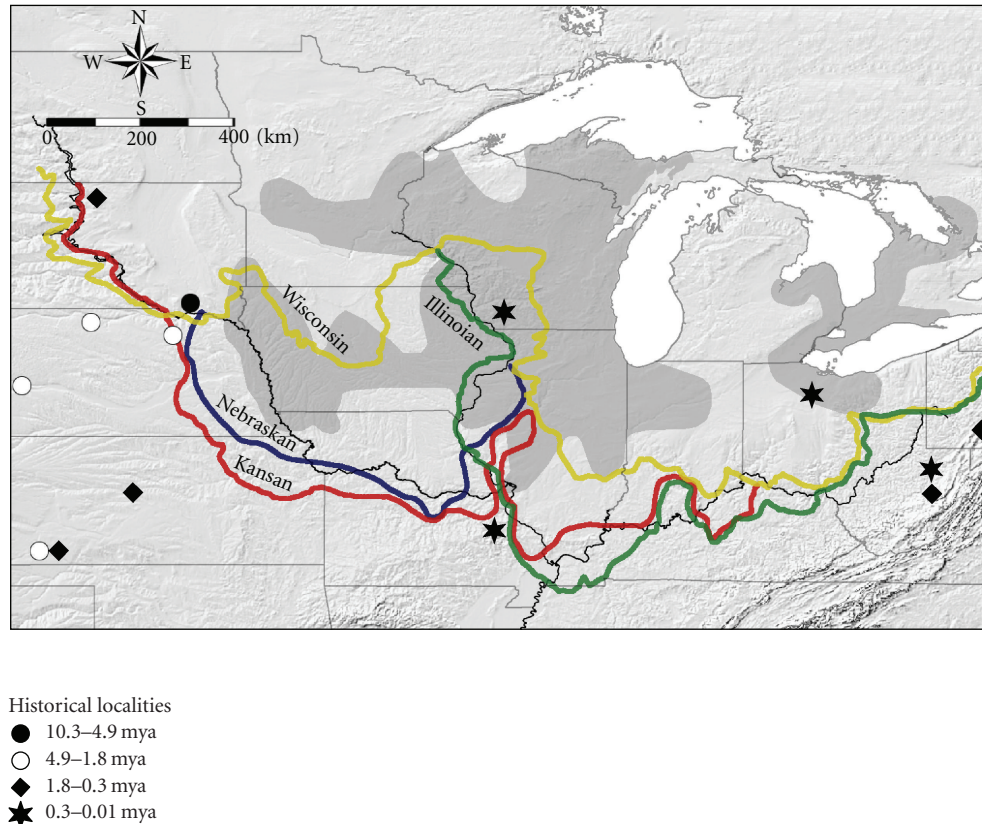 N
W E
S
0 200 400 (km)
Wisconsin
Illinoian
Nebraskan
Kansan
Historical localities
10.3–4.9 mya
4.9–1.8 mya
1.8–0.3 mya
0.3–0.01 mya